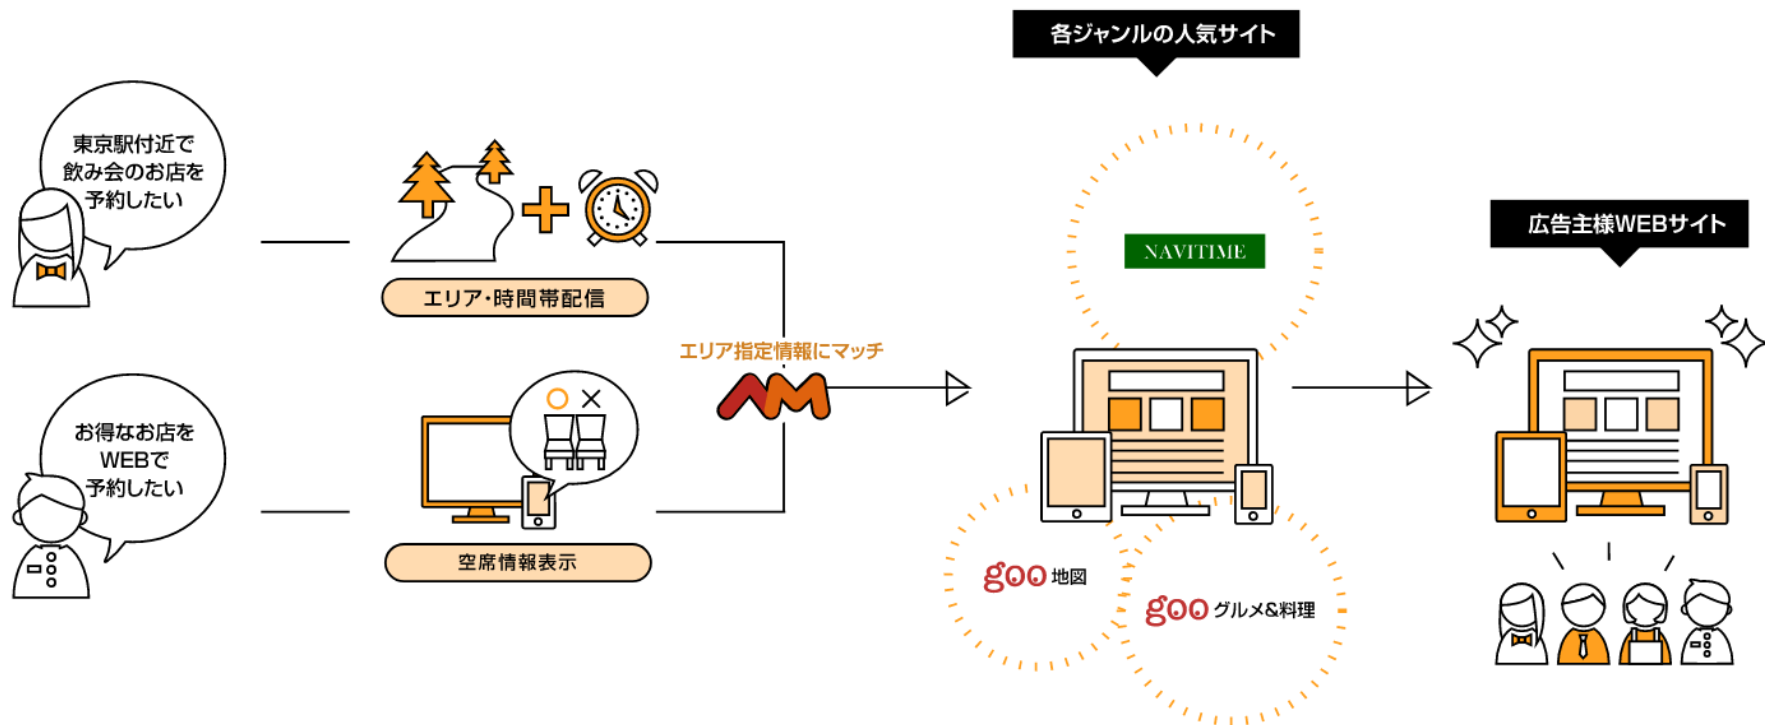 各ジャンルの人気サイト
東京駅付近で
飲み会のお店を
予約したい
エリア・時間帯配信
NAVITIME
広告主様WEBサイト
エリア指定情報にマッチ
AM
お得なお店を
WEBで
予約したい
空席情報表示
goo 地図
goo グルメ&料理